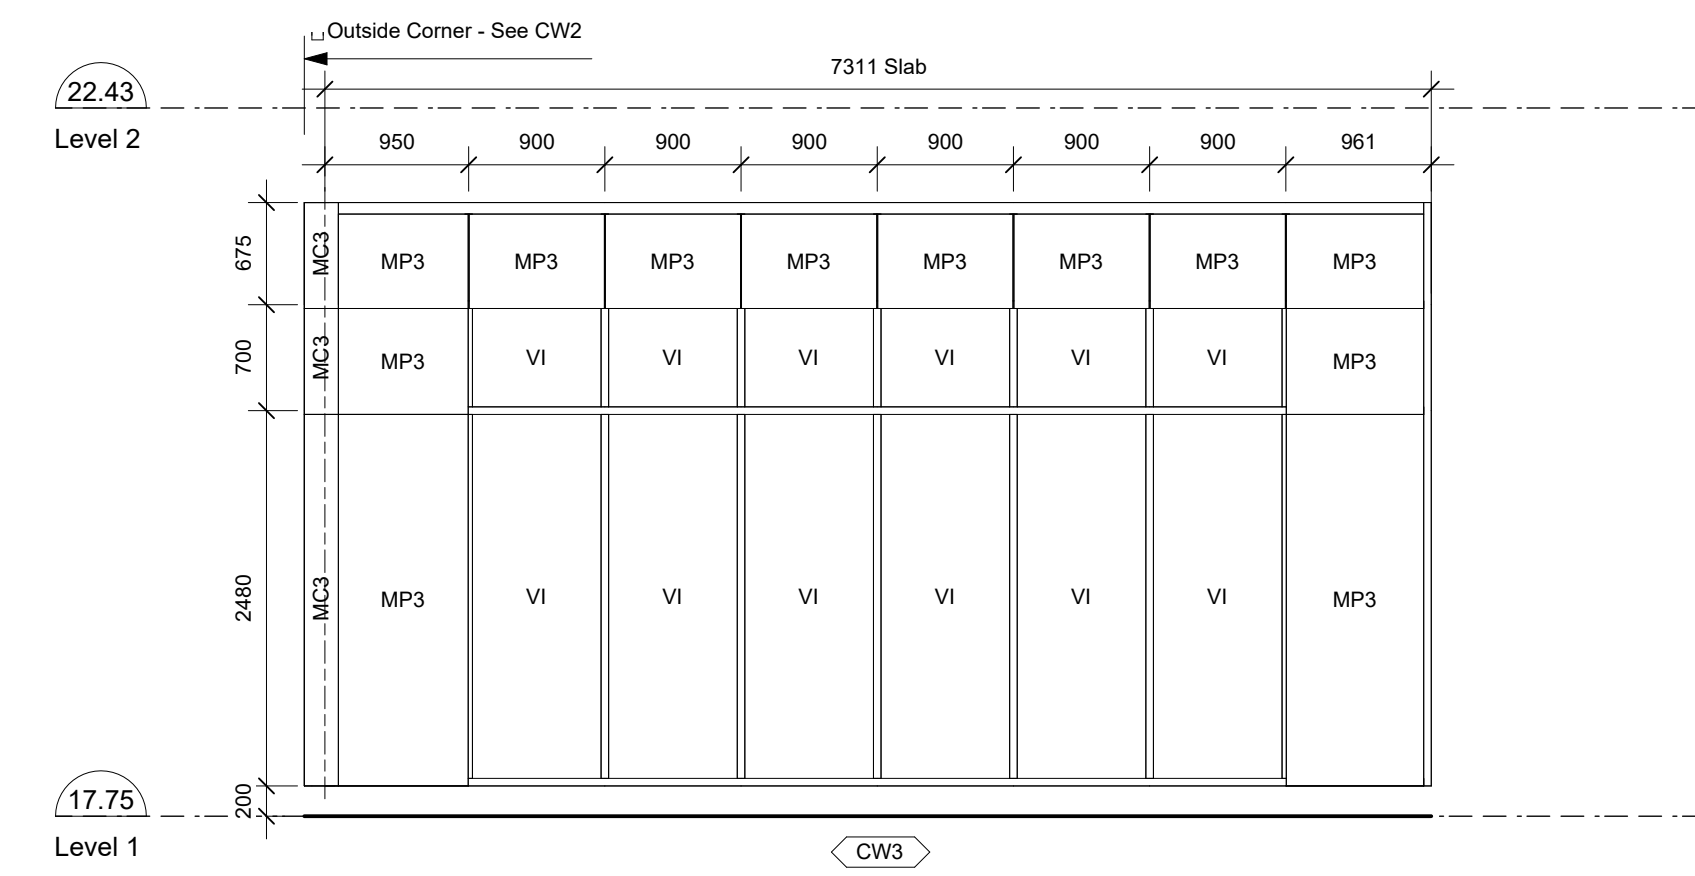 Outside Corner - See CW2
7311 Slab
22.43
Level 2
950 900 900 900 900 900 900 961
675
MC3 MP3 MP3 MP3 MP3 MP3 MP3 MP3 MP3
700
MC3 MP3 VI VI VI VI VI VI MP3
2480
MC3 MP3 VI VI VI VI VI VI MP3
200
17.75
Level 1
CW3